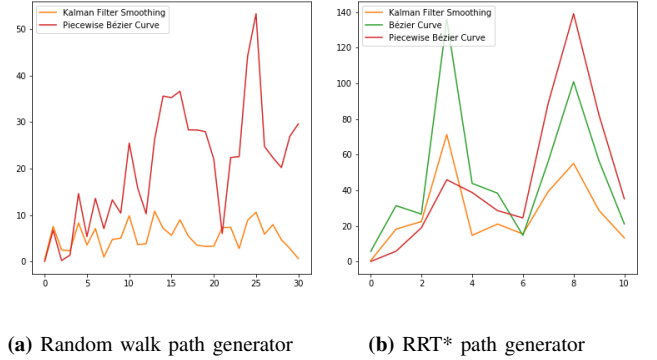 Kalman Filter Smoothing
Piecewise Bézier Curve
50
40
30
20
10
0
0 5 10 15 20 25 30
Kalman Filter Smoothing
Bézier Curve
Piecewise Bézier Curve
140
120
100
80
60
40
20
0
0 2 4 6 8 10
(a) Random walk path generator
(b) RRT* path generator